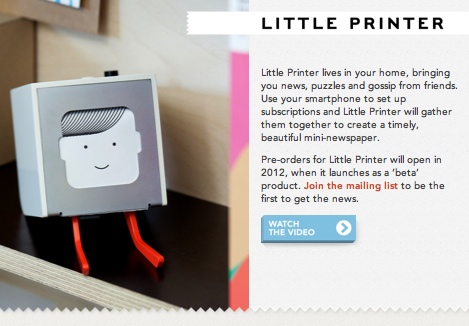 LITTLE PRINTER
Little Printer lives in your home, bringing
you news, puzzles and gossip from friends.
Use your smartphone to set up
subscriptions and Little Printer will gather
them together to create a timely,
beautiful mini-newspaper.
Pre-orders for Little Printer will open in
2012, when it launches as a ‘beta’
product. Join the mailing list to be the
first to get the news.
WATCH
THE VIDEO